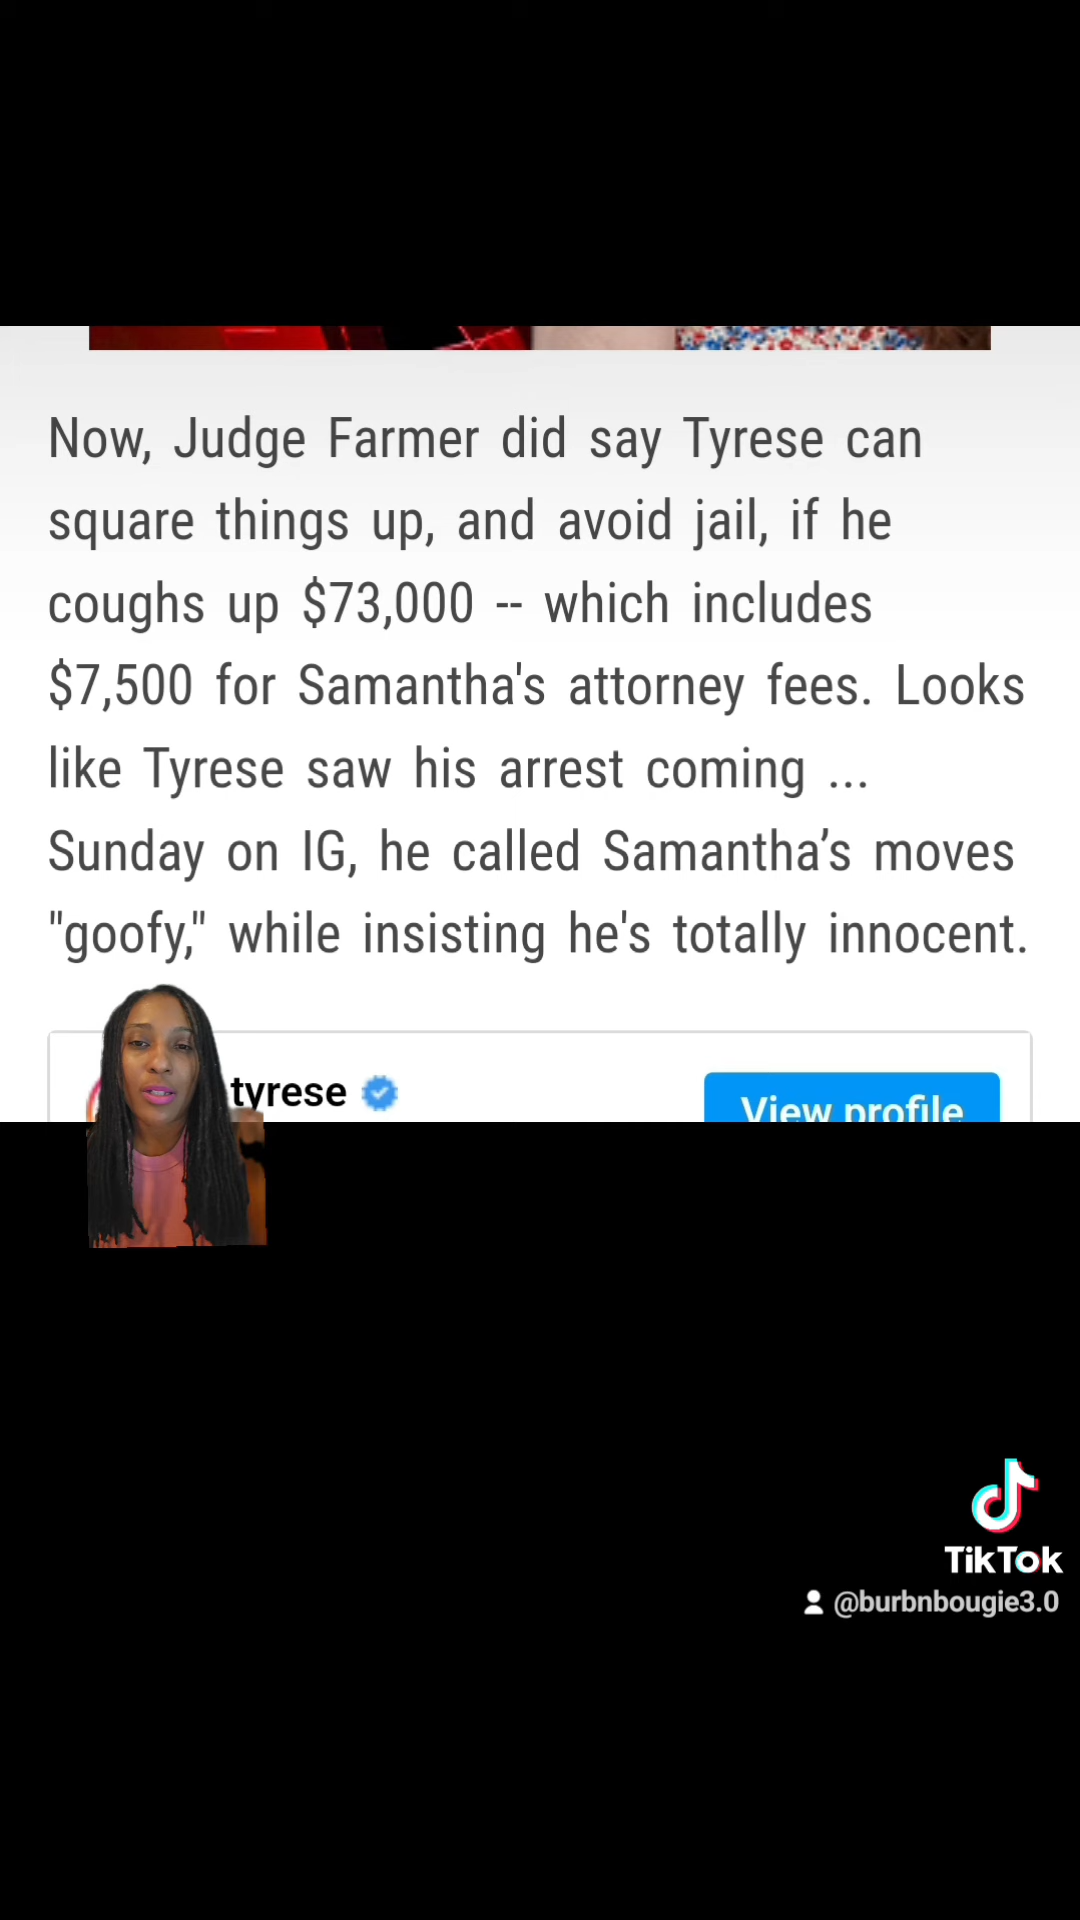 Now, Judge Farmer did say Tyrese can
square things up, and avoid jail, if he
coughs up $73,000 -- which includes
$7,500 for Samantha's attorney fees. Looks
like Tyrese saw his arrest coming ...
Sunday on IG, he called Samantha’s moves
"goofy," while insisting he's totally innocent.
tyrese
View profile
TikTok
@burbnbougie3.0